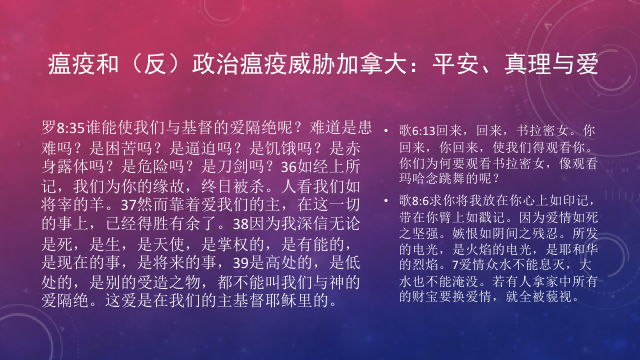 瘟疫和（反）政治瘟疫威胁加拿大：平安、真理与爱
罗8:35谁能使我们与基督的爱隔绝呢？难道是患
难吗？是困苦吗？是逼迫吗？是饥饿吗？是赤
身露体吗？是危险吗？是刀剑吗？36如经上所
记，我们为你的缘故，终日被杀。人看我们如
将宰的羊。37然而靠着爱我们的主，在这一切
的事上，已经得胜有余了。38因为我深信无论
是死，是生，是天使，是掌权的，是有能的，
是现在的事，是将来的事，39是高处的，是低
处的，是别的受造之物，都不能叫我们与神的
爱隔绝。这爱是在我们的主基督耶稣里的。
• 歌6:13回来，回来，书拉密女。你
回来，你回来，使我们得观看你。
你们为何要观看书拉密女，像观看
玛哈念跳舞的呢？
• 歌8:6求你将我放在你心上如印记，
带在你臂上如戳记。因为爱情如死
之坚强。嫉恨如阴间之残忍。所发
的电光，是火焰的电光，是耶和华
的烈焰。7爱情众水不能息灭，大
水也不能淹没。若有人拿家中所有
的财宝要换爱情，就全被藐视。